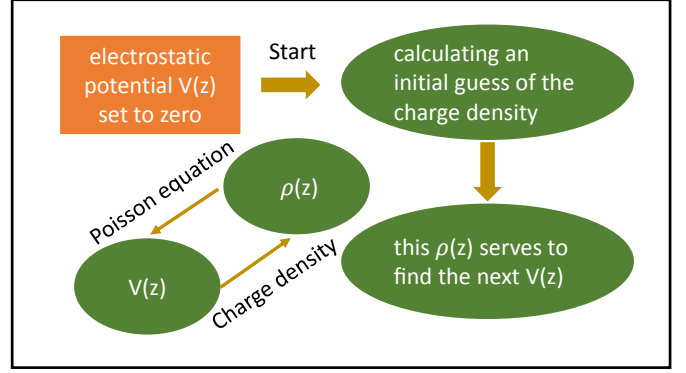 electrostatic
potential V(z)
set to zero
Start
calculating an
initial guess of the
charge density
Poisson equation
ρ(z)
V(z)
Charge density
this ρ(z) serves to
find the next V(z)